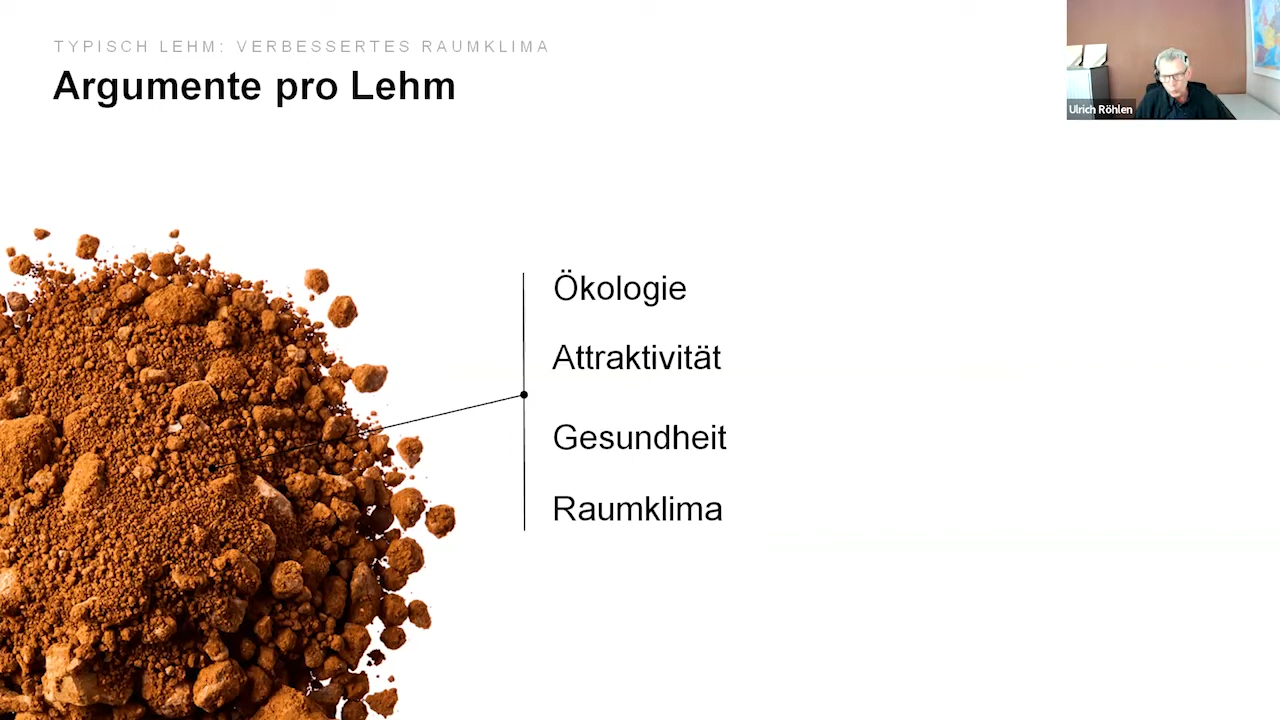 TYPISCH LEHM: VERBESSERTES RAUMKLIMA
Argumente pro Lehm
Ulrich Röhlen
Ökologie
Attraktivität
Gesundheit
Raumklima